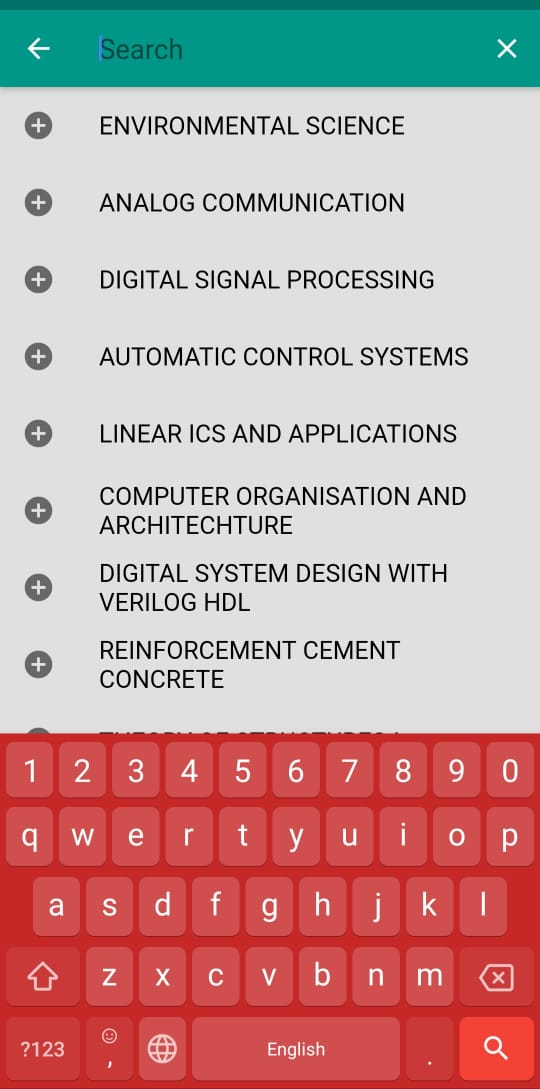 Search
ENVIRONMENTAL SCIENCE
ANALOG COMMUNICATION
DIGITAL SIGNAL PROCESSING
AUTOMATIC CONTROL SYSTEMS
LINEAR ICS AND APPLICATIONS
COMPUTER ORGANISATION AND
ARCHITECHTURE
DIGITAL SYSTEM DESIGN WITH
VERILOG HDL
REINFORCEMENT CEMENT
CONCRETE
1 2 3 4 5 6 7 8 9 0
q w e r t y u i o p
a s d f g h j k l
z x c v b n m
?123 , English .